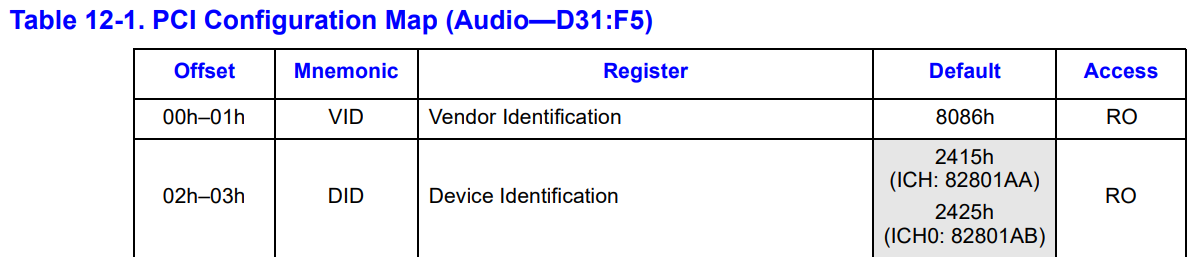 Table 12-1. PCI Configuration Map (Audio—D31:F5)
Offset Mnemonic Register Default Access
00h–01h VID Vendor Identification 8086h RO
02h–03h DID Device Identification 2415h (ICH: 82801AA) 2425h (ICH0: 82801AB) RO